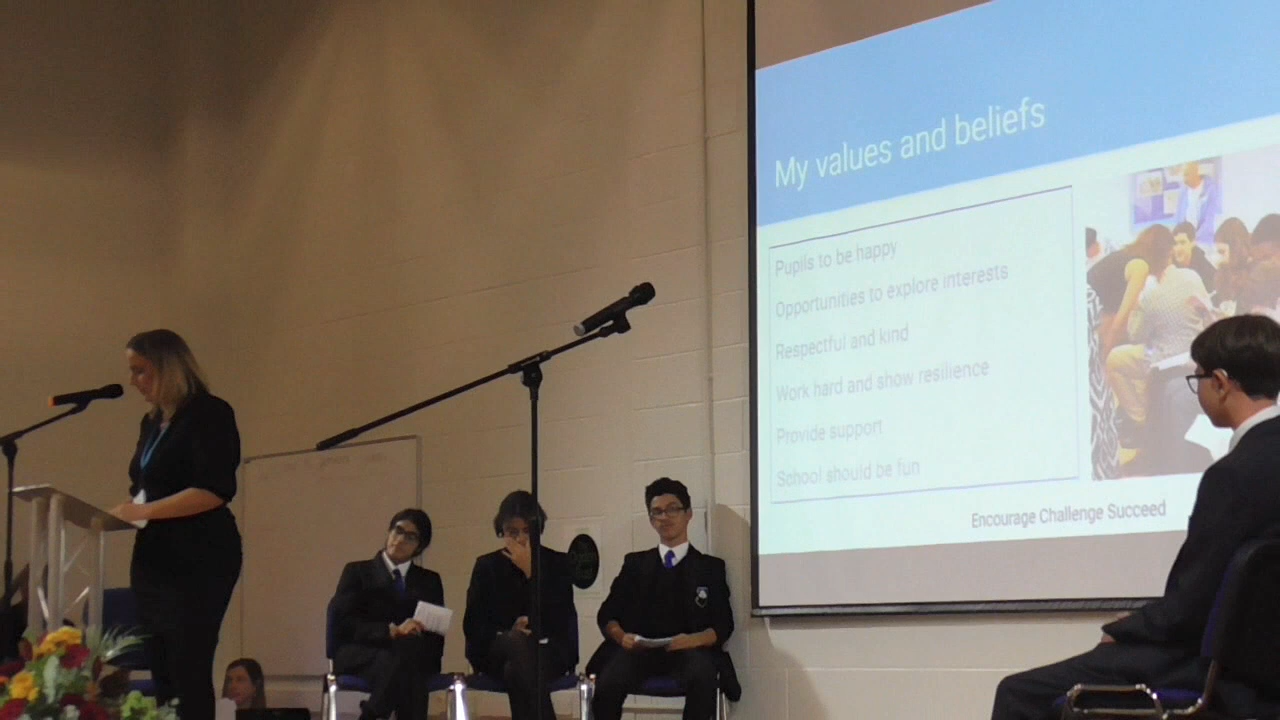 My values and beliefs
Pupils to be happy
Opportunities to explore interests
Respectful and kind
Work hard and show resilience
Provide support
School should be fun
Encourage Challenge Succeed